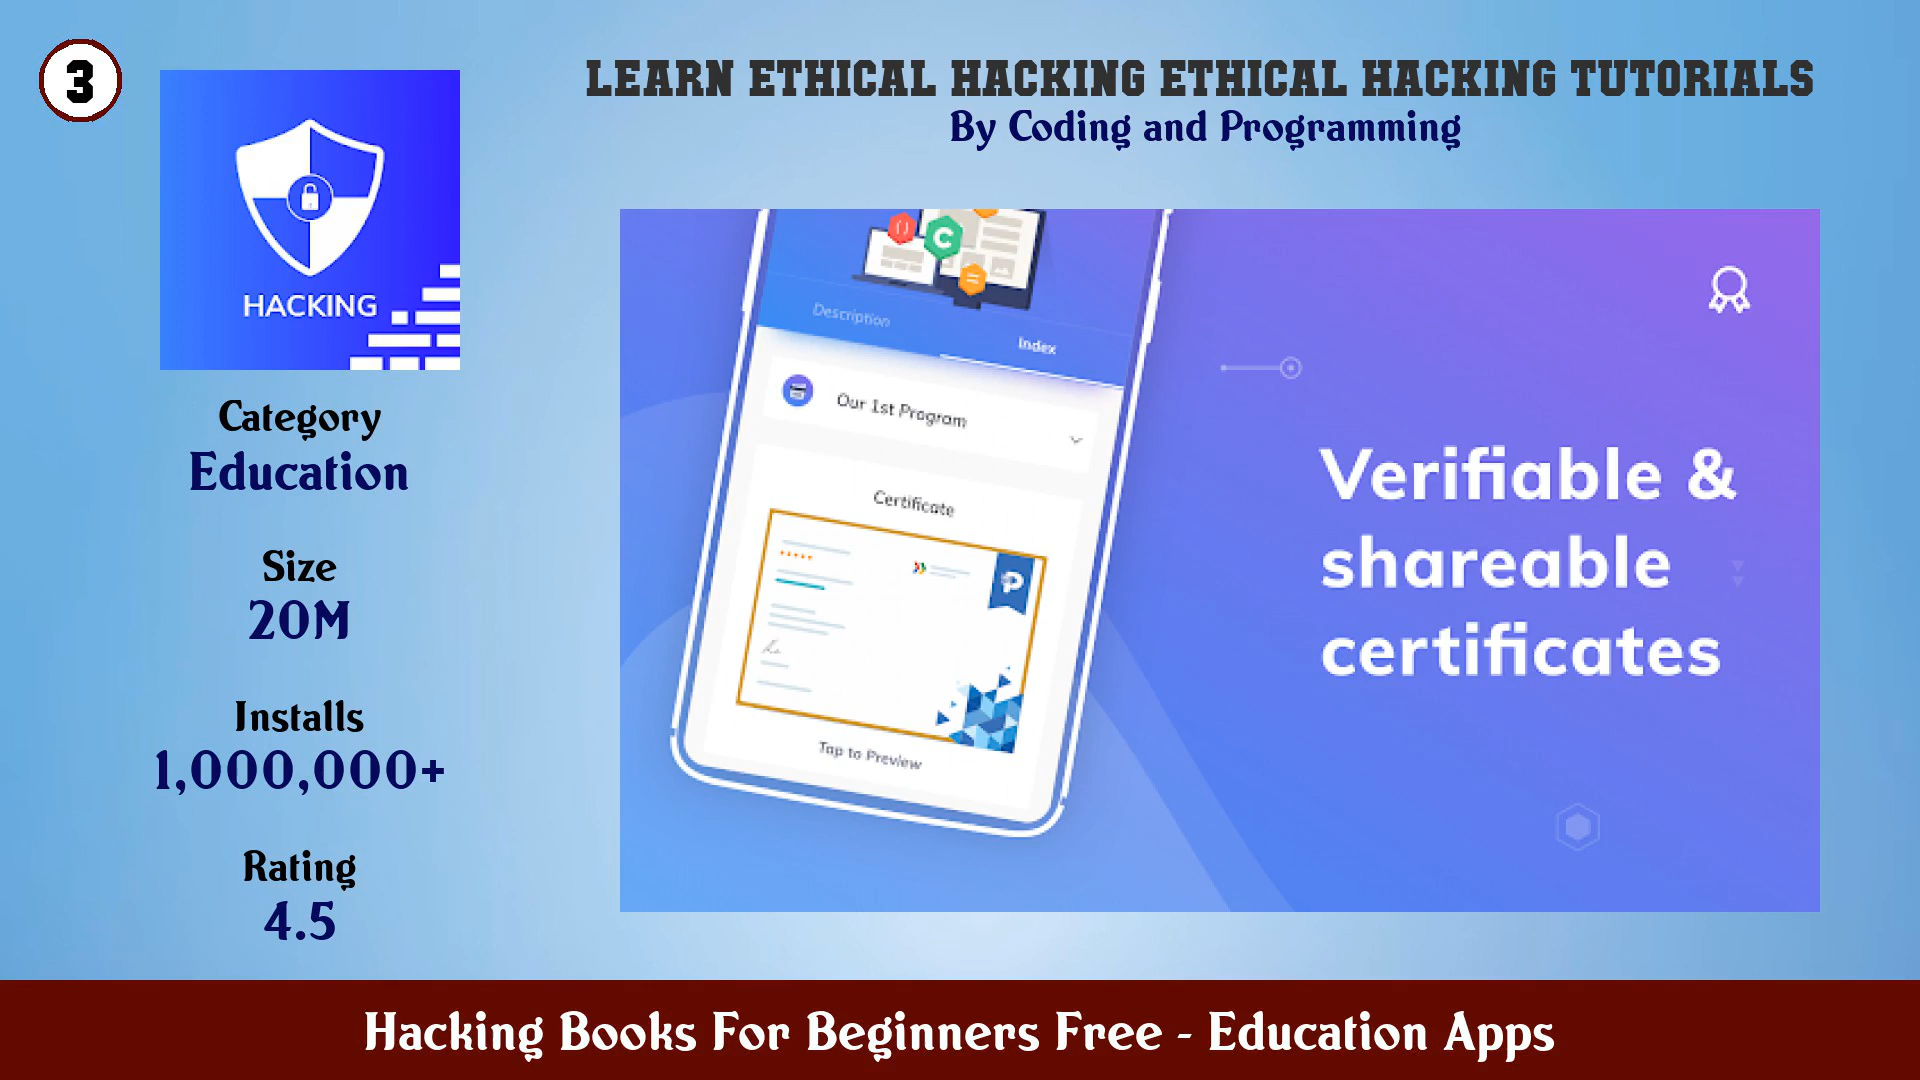 3
LEARN ETHICAL HACKING ETHICAL HACKING TUTORIALS
By Coding and Programming
HACKING
Category
Education
Size
20M
Installs
1,000,000+
Rating
4.5
C
Description
Index
Our 1st Program
Certificate
P
Tap to Preview
Verifiable &
shareable
certificates
Hacking Books For Beginners Free - Education Apps